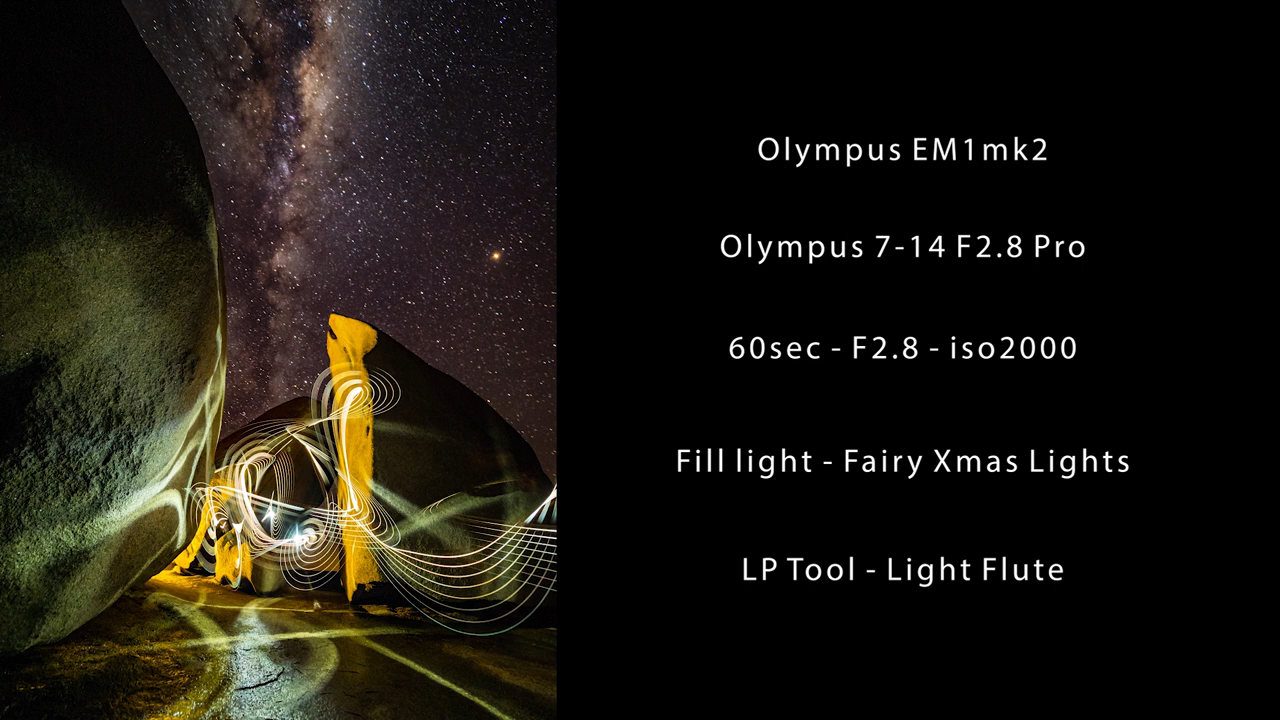 Olympus EM1mk2
Olympus 7-14 F2.8 Pro
60sec - F2.8 - iso2000
Fill light - Fairy Xmas Lights
LP Tool - Light Flute